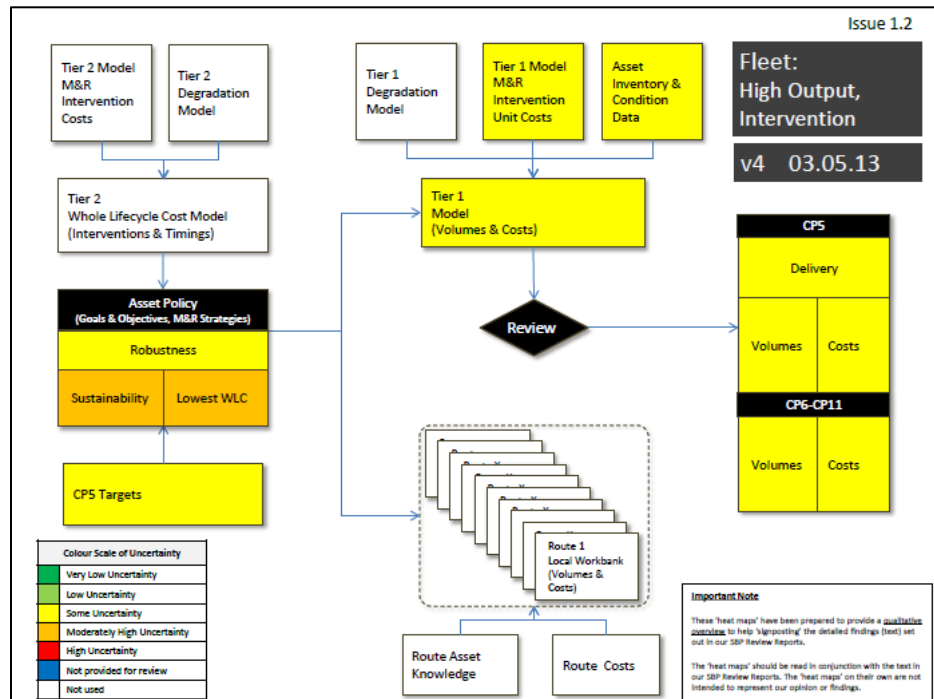 Issue 1.2
Fleet:
High Output,
Intervention
v4 03.05.13
Tier 2 Model
M&R
Intervention
Costs
Tier 2
Degradation
Model
Tier 1
Degradation
Model
Tier 1 Model
M&R
Intervention
Unit Costs
Asset
Inventory &
Condition
Data
Tier 2
Whole Lifecycle Cost Model
(Interventions & Timings)
Tier 1
Model
(Volumes & Costs)
Asset Policy
(Goals & Objectives, M&R Strategies)
Robustness
Sustainability
Lowest WLC
CP5 Targets
Review
CP5
Delivery
Volumes
Costs
CP6-CP11
Volumes
Costs
Route 1
Local Workbank
(Volumes &
Costs)
Route Asset
Knowledge
Route Costs
Colour Scale of Uncertainty
Very Low Uncertainty
Low Uncertainty
Some Uncertainty
Moderately High Uncertainty
High Uncertainty
Not provided for review
Not used
Important Note
These 'heat maps' have been prepared to provide a qualitative
overview to help 'signposting' the detailed findings (text) set
out in our SBP Review Reports.
The 'heat maps' should be read in conjunction with the text in
our SBP Review Reports. The 'heat maps' on their own are not
intended to represent our opinion or findings.